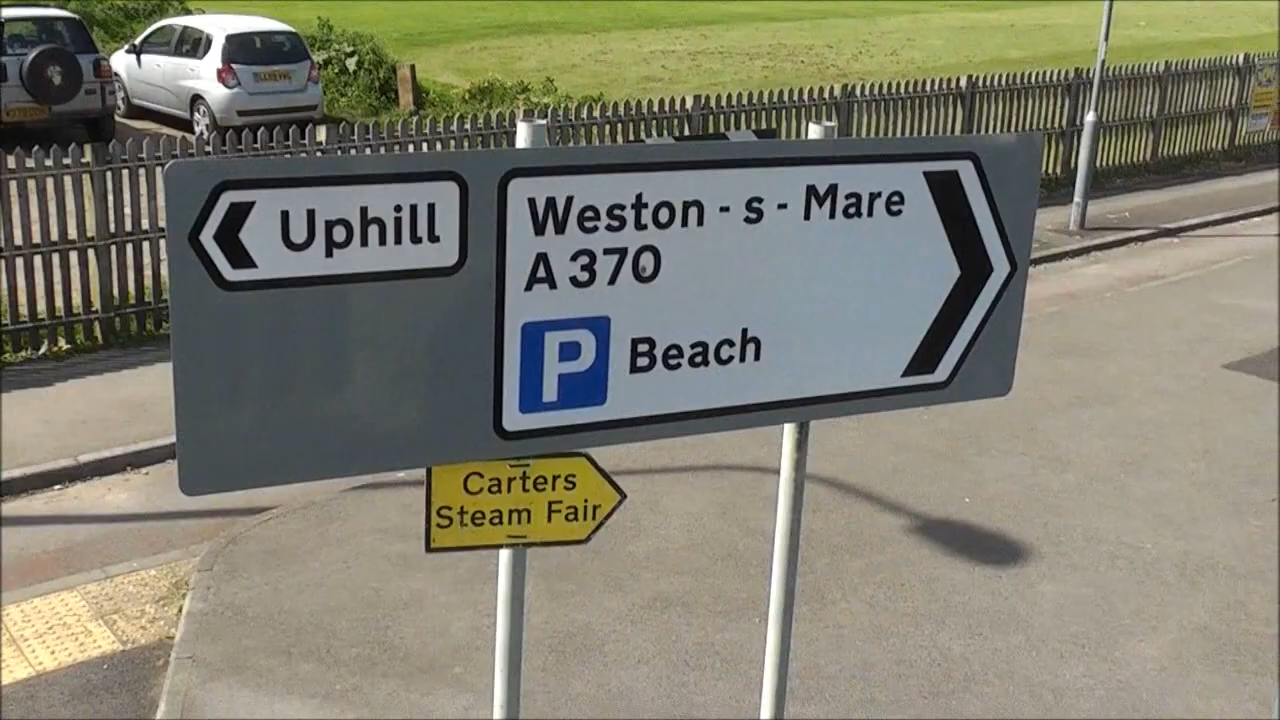 Uphill
Weston - s - Mare
A 370
P Beach
Carters
Steam Fair